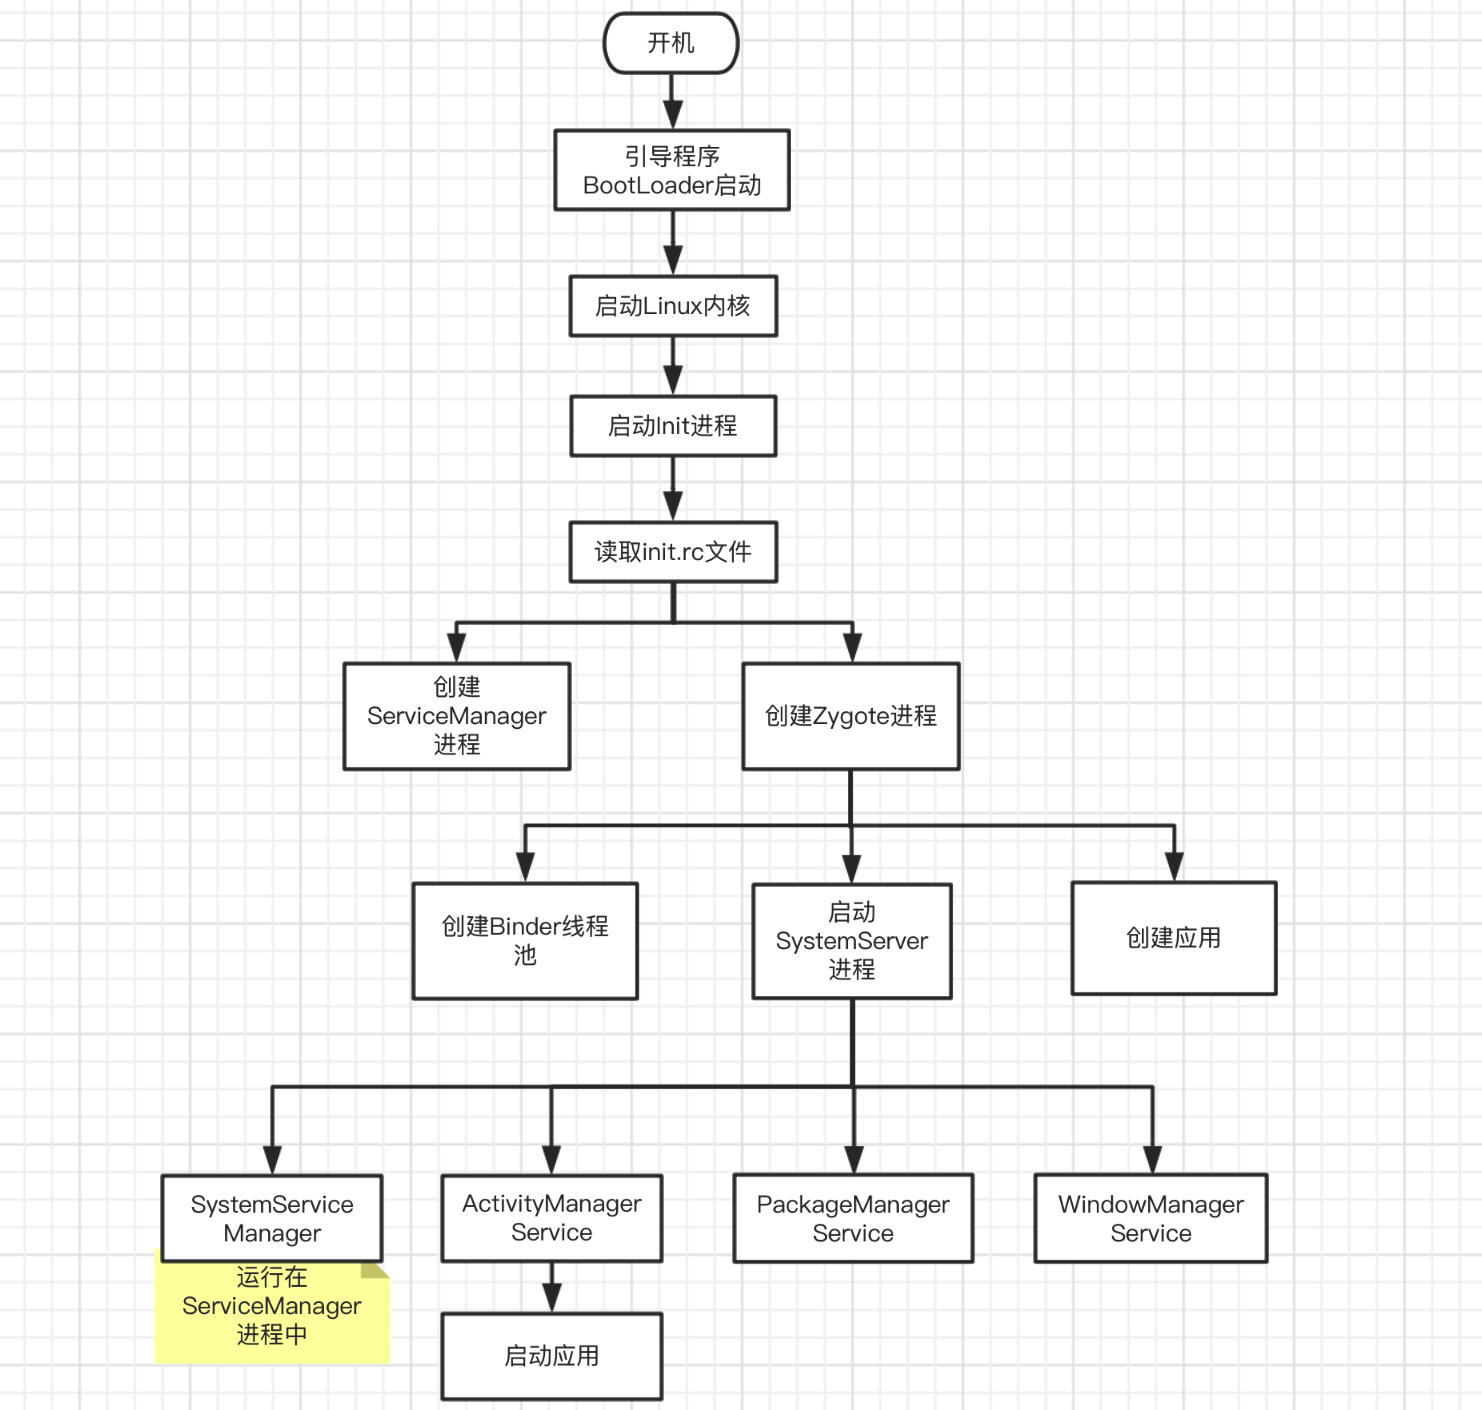 开机
引导程序
BootLoader启动
启动Linux内核
启动Init进程
读取init.rc文件
创建
ServiceManager
进程
创建Zygote进程
创建Binder线程
池
启动
SystemServer
进程
创建应用
SystemService
Manager
运行在
ServiceManager
进程中
ActivityManager
Service
PackageManager
Service
WindowManager
Service
启动应用